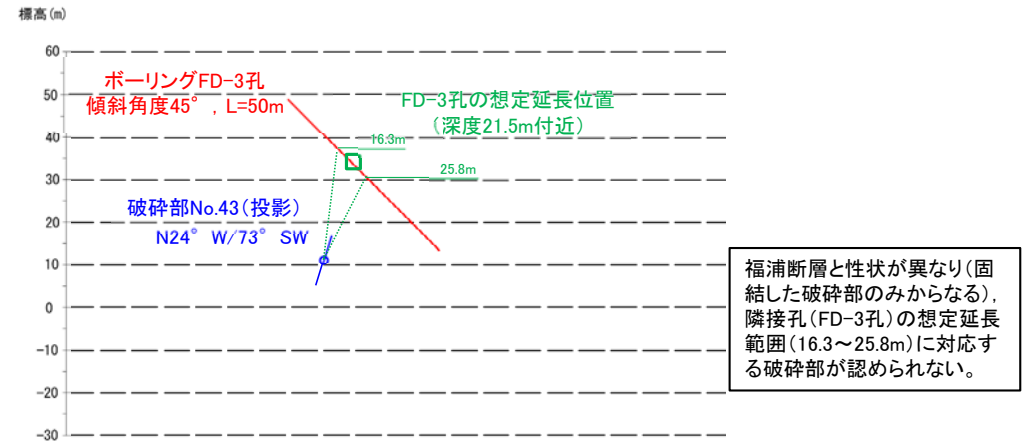 標高(m)
60
50
40
30
20
10
0
-10
-20
-30
ボーリングFD-3孔
傾斜角度45°, L=50m
FD-3孔の想定延長位置
(深度21.5m付近)
16.3m
25.8m
破砕部No.43(投影)
N24°W/73°SW
福浦断層と性状が異なり(固
結した破砕部のみからなる),
隣接孔(FD-3孔)の想定延長
範囲(16.3~25.8m)に対応す
る破砕部が認められない。